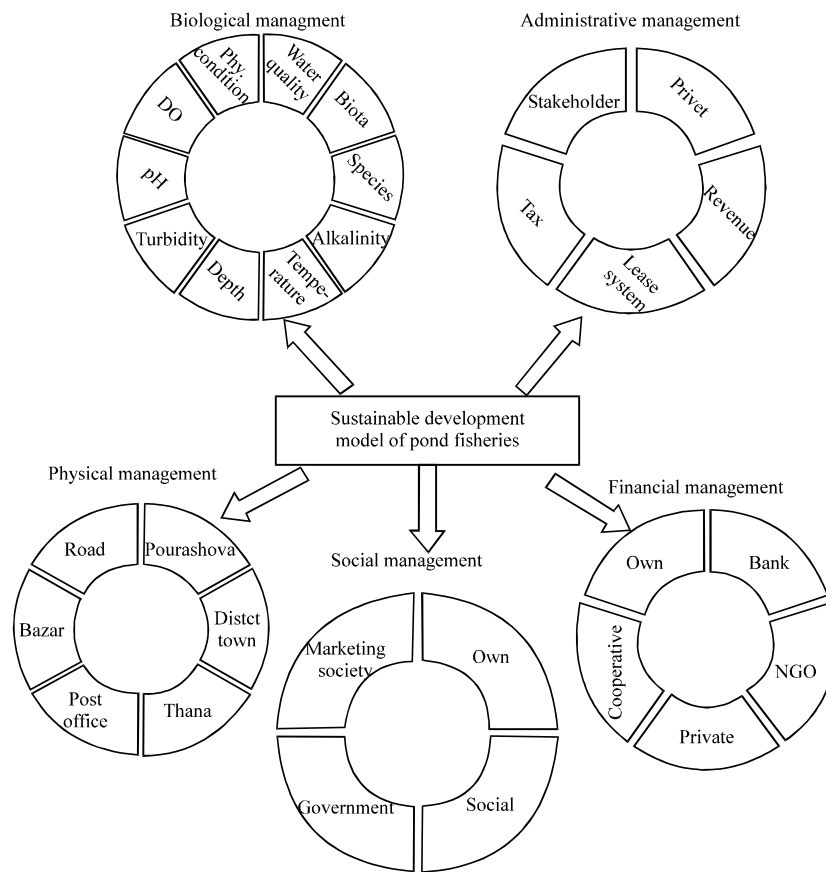 Biological managment
Phy.
condition
Water
quality
Biota
Species
Alkalinity
Tempe-
rature
Depth
Turbidity
pH
DO
Administrative management
Stakeholder
Privet
Revenue
Lease
system
Tax
Sustainable development
model of pond fisheries
Physical management
Road
Pourashova
Distct
town
Thana
Post
office
Bazar
Social management
Marketing
society
Own
Social
Government
Financial management
Own
Bank
NGO
Private
Cooperative